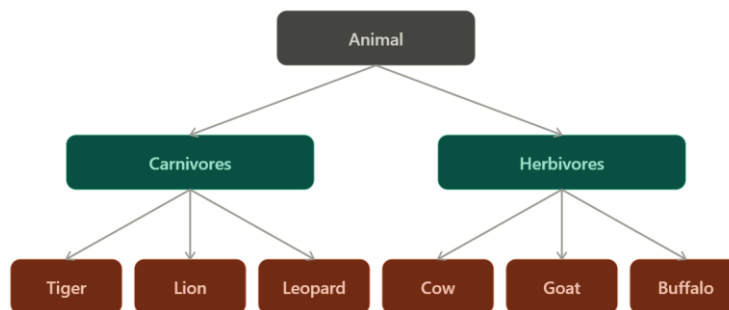 Animal
Carnivores
Herbivores
Tiger
Lion
Leopard
Cow
Goat
Buffalo